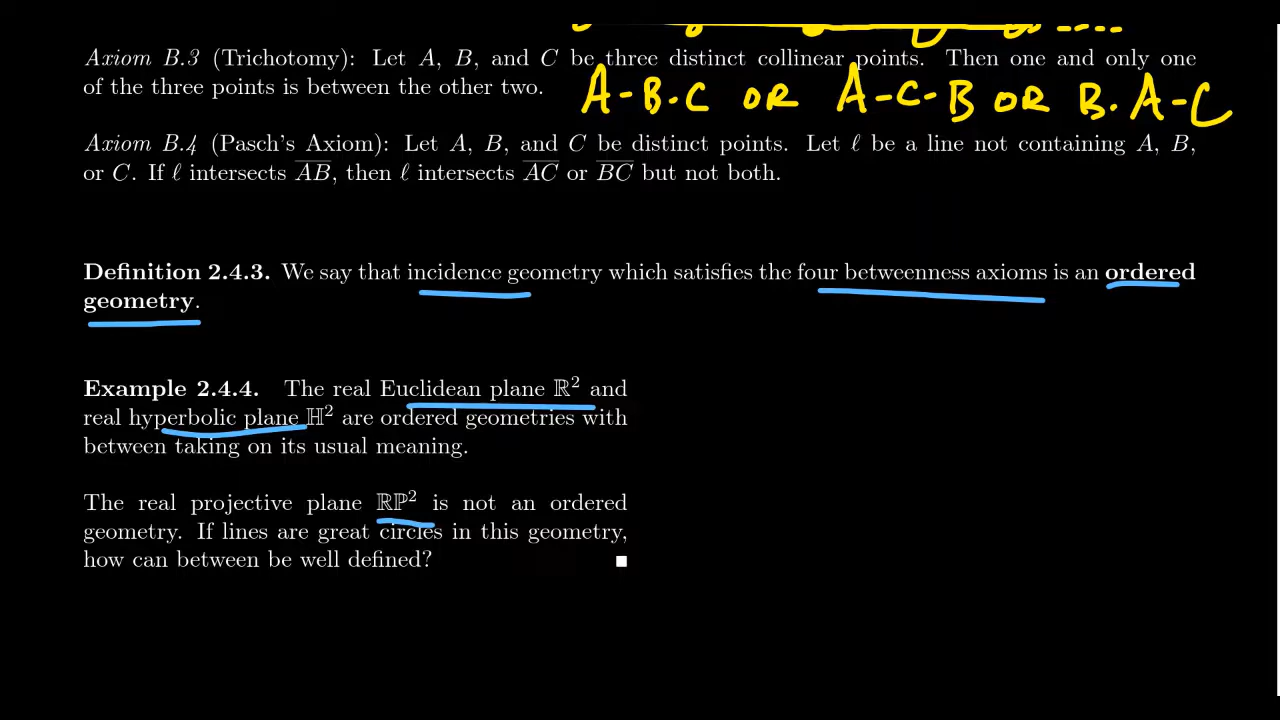 Axiom B.3 (Trichotomy): Let A, B, and C be three distinct collinear points. Then one and only one
of the three points is between the other two.
A-B-C OR A-C-B OR B-A-C
Axiom B.4 (Pasch's Axiom): Let A, B, and C be distinct points. Let ℓ be a line not containing A, B,
or C. If ℓ intersects A̅B̅, then ℓ intersects A̅C̅ or B̅C̅ but not both.
Definition 2.4.3. We say that incidence geometry which satisfies the four betweenness axioms is an ordered
geometry.
Example 2.4.4. The real Euclidean plane ℝ² and
real hyperbolic plane ℍ² are ordered geometries with
between taking on its usual meaning.
The real projective plane ℝℙ² is not an ordered
geometry. If lines are great circles in this geometry,
how can between be well defined?